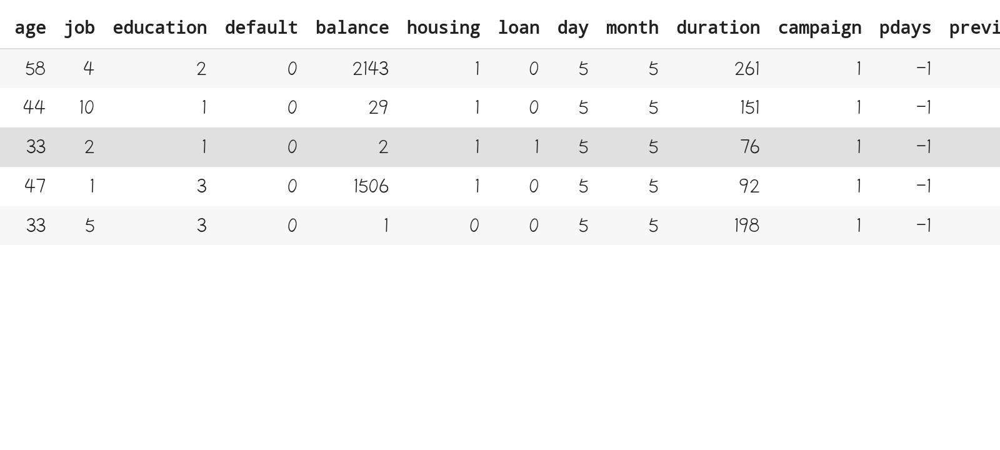 age job education default balance housing loan day month duration campaign pdays previ
58 4 2 0 2143 1 0 5 5 261 1 -1
44 10 1 0 29 1 0 5 5 151 1 -1
33 2 1 0 2 1 1 5 5 76 1 -1
47 1 3 0 1506 1 0 5 5 92 1 -1
33 5 3 0 1 0 0 5 5 198 1 -1